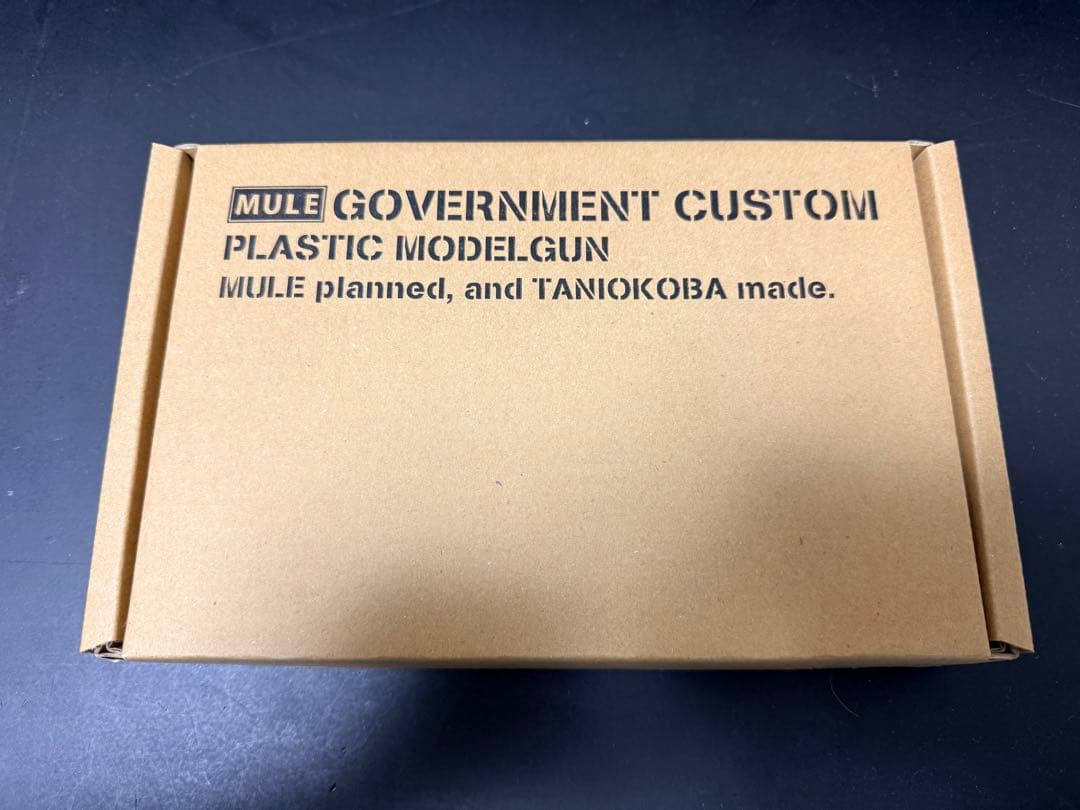 MULE GOVERNMENT CUSTOM
PLASTIC MODELGUN
MULE planned, and TANIOKOBA made.